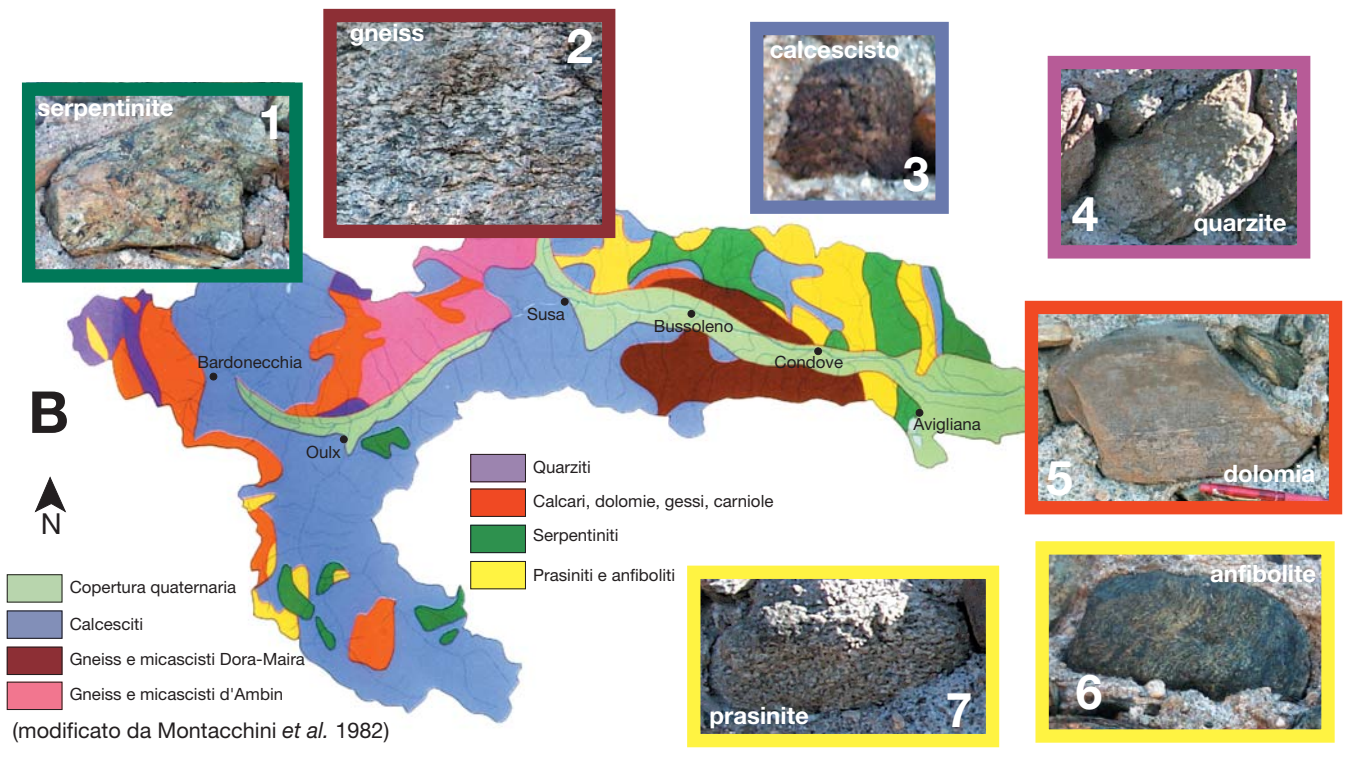 gneiss
2
calcescisto
3
serpentinite
1
4
quarzite
Susa
Bussoleno
Condove
Bardonecchia
B
Avigliana
Oulx
5
dolomia
N
Quarziti
Calcari, dolomie, gessi, carniole
Serpentiniti
Prasiniti e anfiboliti
anfibolite
6
Copertura quaternaria
Calcesciti
Gneiss e micascisti Dora-Maira
Gneiss e micascisti d'Ambin
prasinite
7
(modificato da Montacchini et al. 1982)